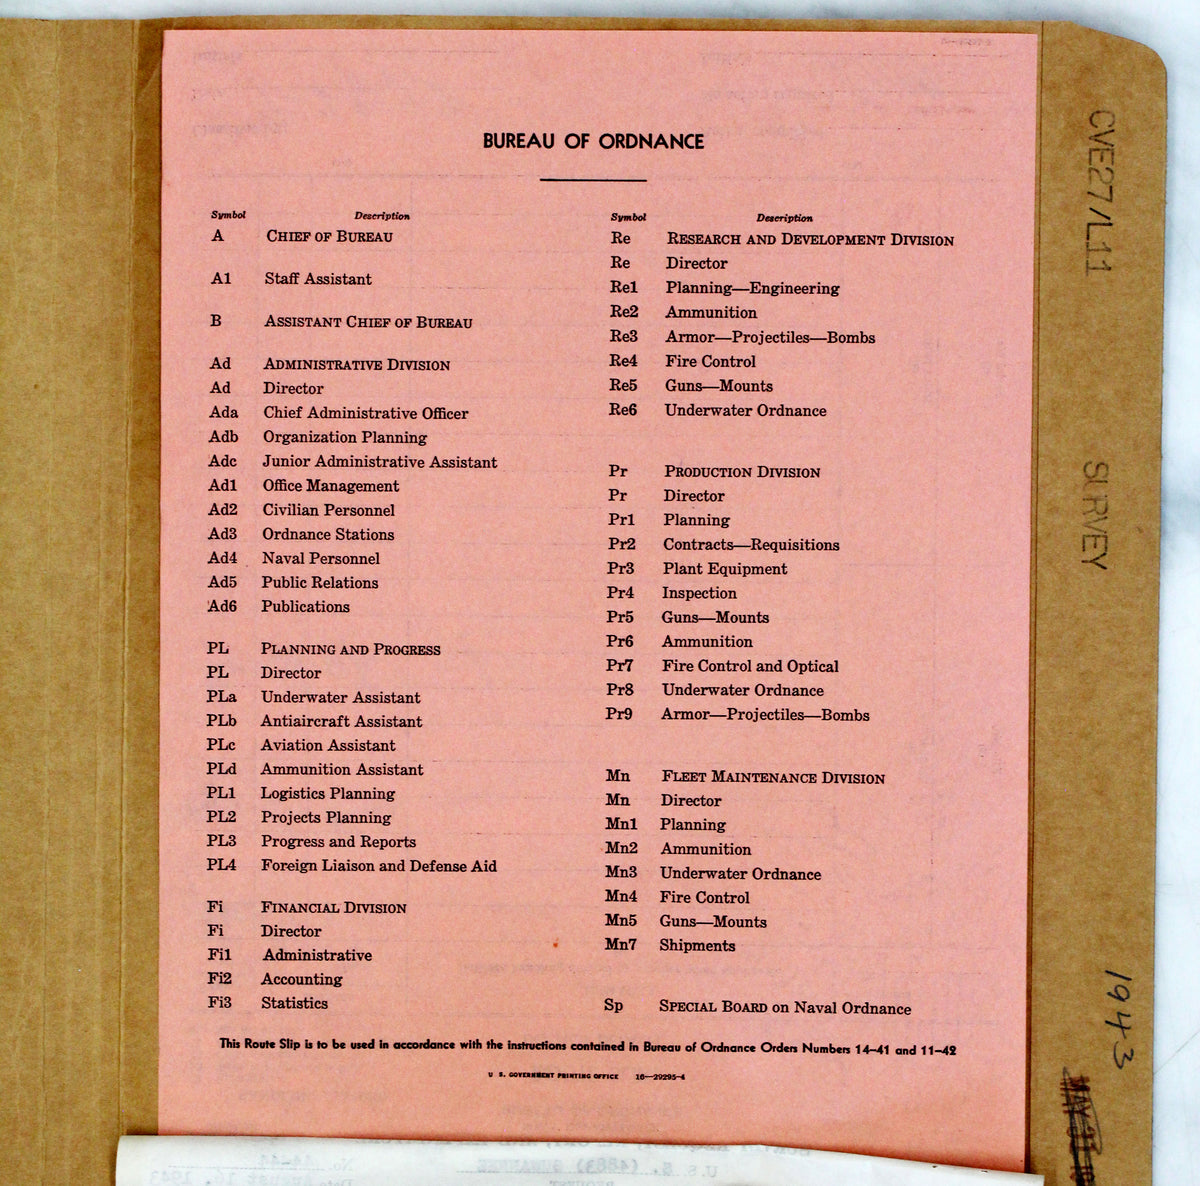 BUREAU OF ORDNANCE
Symbol Description
A CHIEF OF BUREAU
A1 Staff Assistant
B ASSISTANT CHIEF OF BUREAU
Ad ADMINISTRATIVE DIVISION
Ad Director
Ada Chief Administrative Officer
Adb Organization Planning
Adc Junior Administrative Assistant
Ad1 Office Management
Ad2 Civilian Personnel
Ad3 Ordnance Stations
Ad4 Naval Personnel
Ad5 Public Relations
Ad6 Publications
PL PLANNING AND PROGRESS
PL Director
PLa Underwater Assistant
PLb Antiaircraft Assistant
PLc Aviation Assistant
PLd Ammunition Assistant
PL1 Logistics Planning
PL2 Projects Planning
PL3 Progress and Reports
PL4 Foreign Liaison and Defense Aid
Fi FINANCIAL DIVISION
Fi Director
Fi1 Administrative
Fi2 Accounting
Fi3 Statistics
Symbol Description
Re RESEARCH AND DEVELOPMENT DIVISION
Re Director
Re1 Planning—Engineering
Re2 Ammunition
Re3 Armor—Projectiles—Bombs
Re4 Fire Control
Re5 Guns—Mounts
Re6 Underwater Ordnance
Pr PRODUCTION DIVISION
Pr Director
Pr1 Planning
Pr2 Contracts—Requisitions
Pr3 Plant Equipment
Pr4 Inspection
Pr5 Guns—Mounts
Pr6 Ammunition
Pr7 Fire Control and Optical
Pr8 Underwater Ordnance
Pr9 Armor—Projectiles—Bombs
Mn FLEET MAINTENANCE DIVISION
Mn Director
Mn1 Planning
Mn2 Ammunition
Mn3 Underwater Ordnance
Mn4 Fire Control
Mn5 Guns—Mounts
Mn7 Shipments
Sp SPECIAL BOARD on Naval Ordnance
This Route Slip is to be used in accordance with the instructions contained in Bureau of Ordnance Orders Numbers 14–41 and 11–42
U. S. GOVERNMENT PRINTING OFFICE 16—29295-4
CVE27/L11 SURVEY 1943